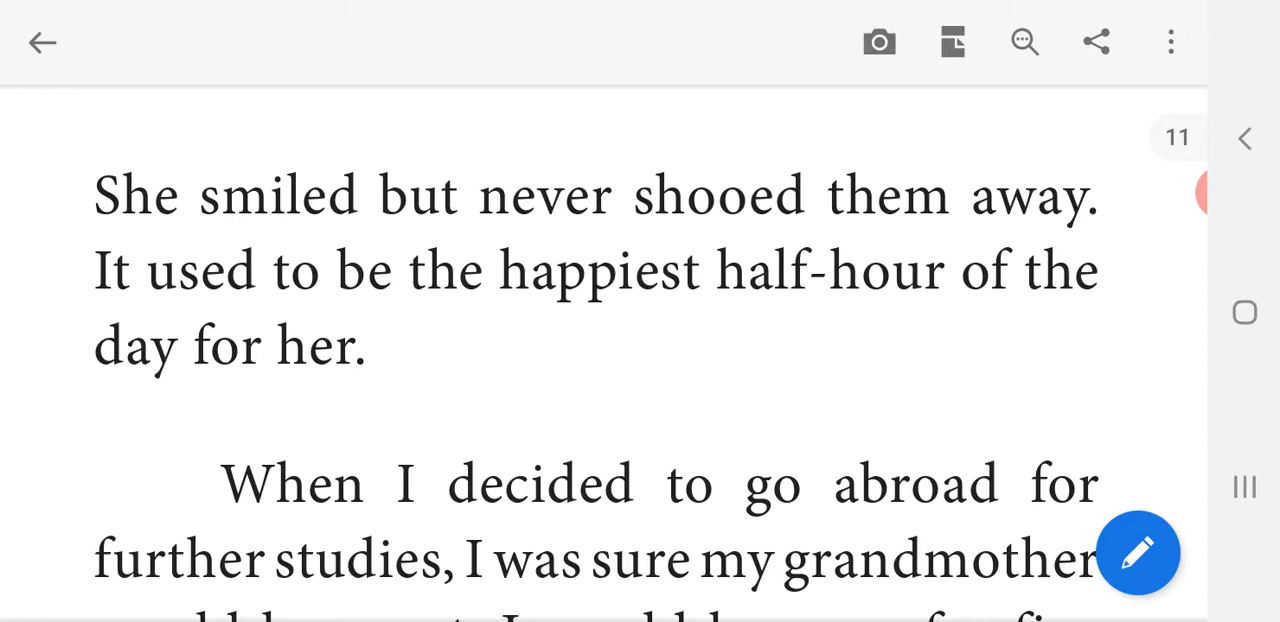 11
She smiled but never shooed them away.
It used to be the happiest half-hour of the
day for her.
When I decided to go abroad for
further studies, I was sure my grandmother